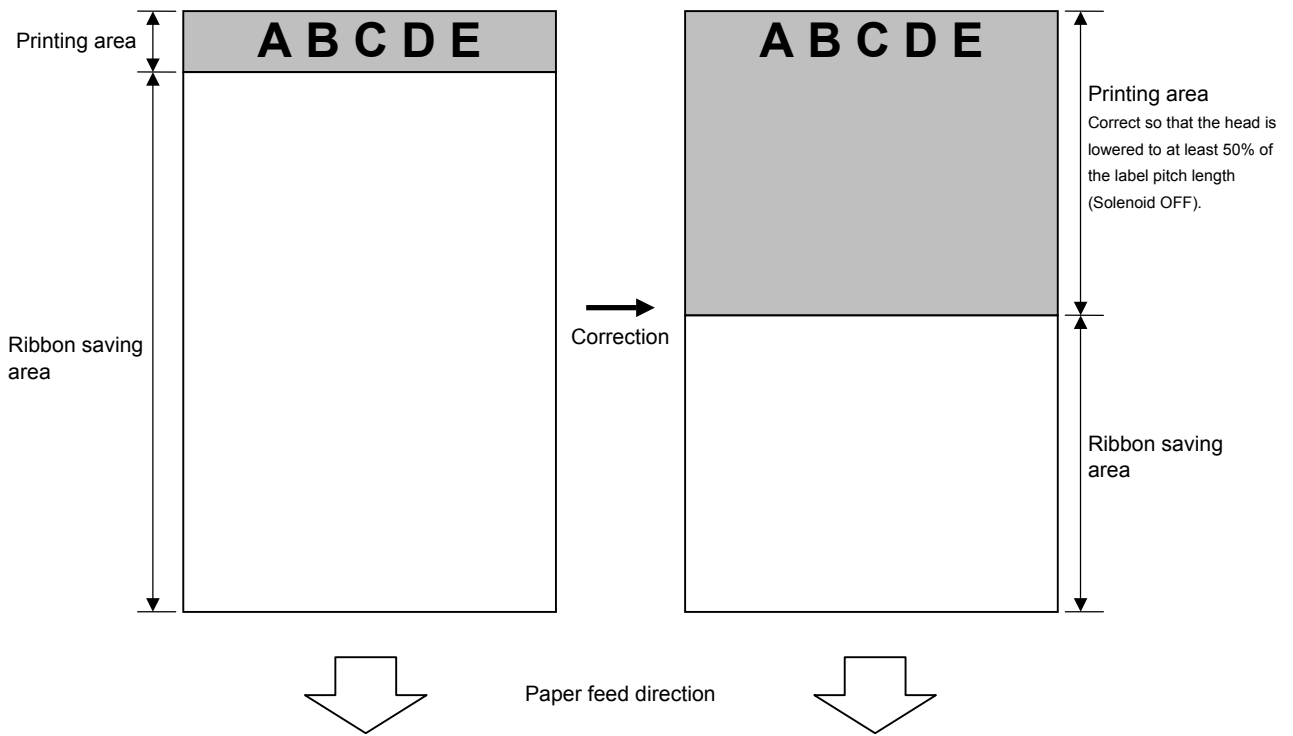 Printing area
A B C D E
A B C D E
Printing area
Correct so that the head is
lowered to at least 50% of
the label pitch length
(Solenoid OFF).
Correction
Ribbon saving
area
Ribbon saving
area
Paper feed direction